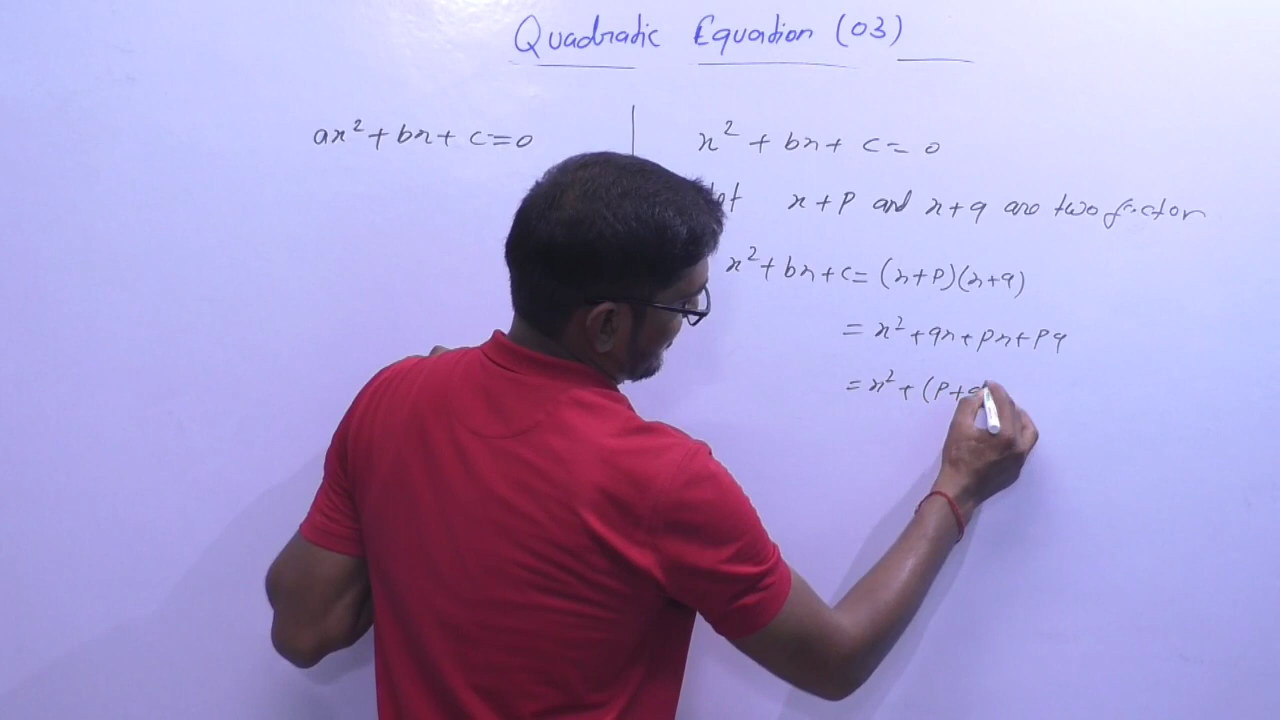 Quadratic Equation (03)
ax²+bx+c=0
x²+bx+c=0
let x+p and x+q are two factor
x²+bx+c=(x+p)(x+q)
=x²+qx+px+pq
=x²+(p+q